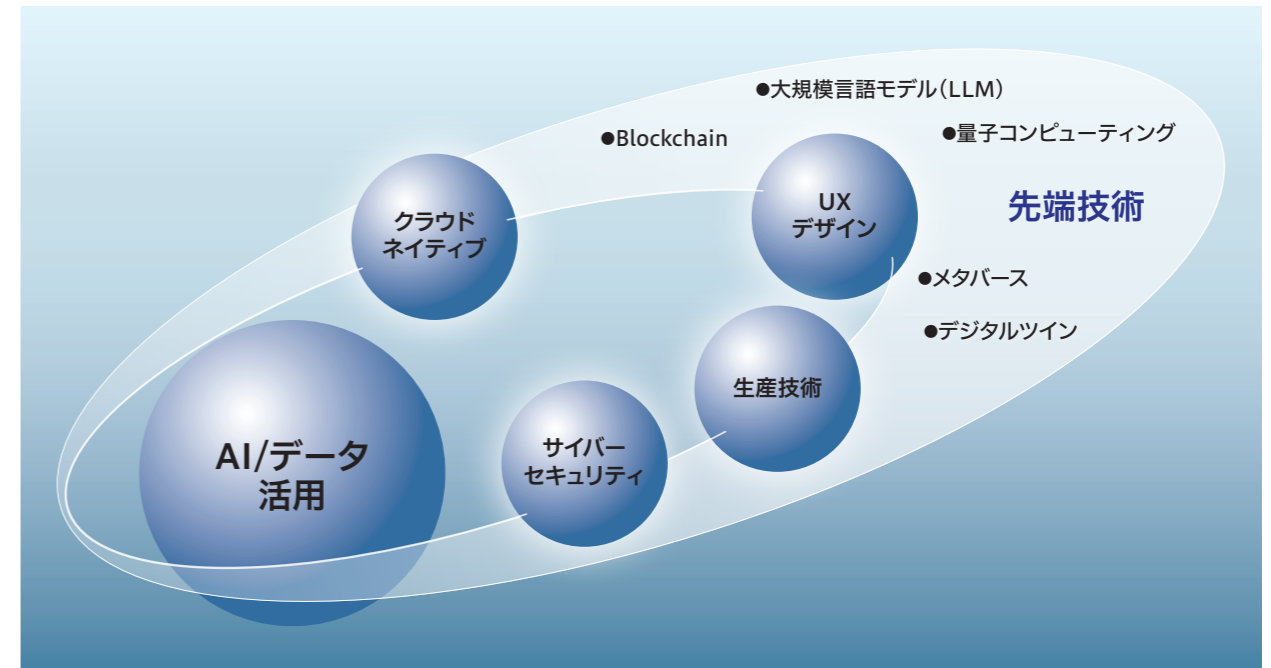 ●大規模言語モデル(LLM)
●Blockchain
●量子コンピューティング
先端技術
クラウド
ネイティブ
UX
デザイン
●メタバース
●デジタルツイン
生産技術
サイバー
セキュリティ
AI/データ
活用